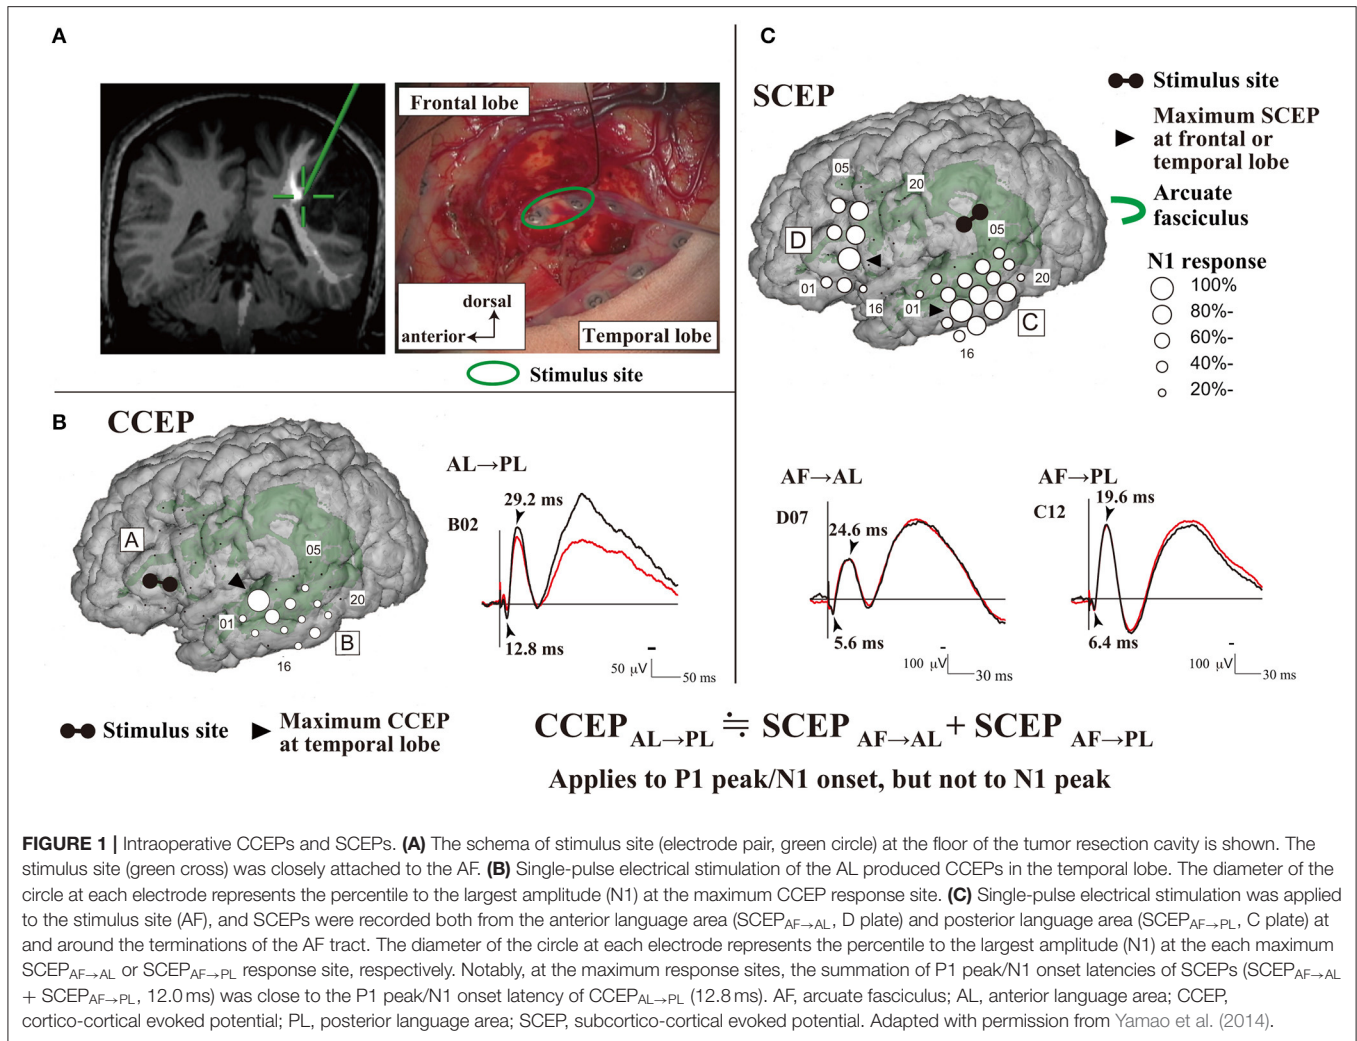 A
Frontal lobe
dorsal
anterior
Temporal lobe
Stimulus site
B
CCEP
A
05
20
01
B
16
AL→PL
29.2 ms
B02
12.8 ms
50 μV
50 ms
Stimulus site
Maximum CCEP
at temporal lobe
C
SCEP
Stimulus site
Maximum SCEP
at frontal or
temporal lobe
Arcuate
fasciculus
N1 response
100%
80%-
60%-
40%-
20%-
05
20
D
05
01
16
01
20
C
16
AF→AL
D07
24.6 ms
5.6 ms
100 μV
30 ms
AF→PL
19.6 ms
C12
6.4 ms
100 μV
30 ms
CCEP AL→PL ≒ SCEP AF→AL + SCEP AF→PL
Applies to P1 peak/N1 onset, but not to N1 peak
FIGURE 1 | Intraoperative CCEPs and SCEPs. (A) The schema of stimulus site (electrode pair, green circle) at the floor of the tumor resection cavity is shown. The
stimulus site (green cross) was closely attached to the AF. (B) Single-pulse electrical stimulation of the AL produced CCEPs in the temporal lobe. The diameter of the
circle at each electrode represents the percentile to the largest amplitude (N1) at the maximum CCEP response site. (C) Single-pulse electrical stimulation was applied
to the stimulus site (AF), and SCEPs were recorded both from the anterior language area (SCEPAF→AL, D plate) and posterior language area (SCEPAF→PL, C plate) at
and around the terminations of the AF tract. The diameter of the circle at each electrode represents the percentile to the largest amplitude (N1) at the each maximum
SCEPAF→AL or SCEPAF→PL response site, respectively. Notably, at the maximum response sites, the summation of P1 peak/N1 onset latencies of SCEPs (SCEPAF→AL
+ SCEPAF→PL, 12.0 ms) was close to the P1 peak/N1 onset latency of CCEPAL→PL (12.8 ms). AF, arcuate fasciculus; AL, anterior language area; CCEP,
cortico-cortical evoked potential; PL, posterior language area; SCEP, subcortico-cortical evoked potential. Adapted with permission from Yamao et al. (2014).